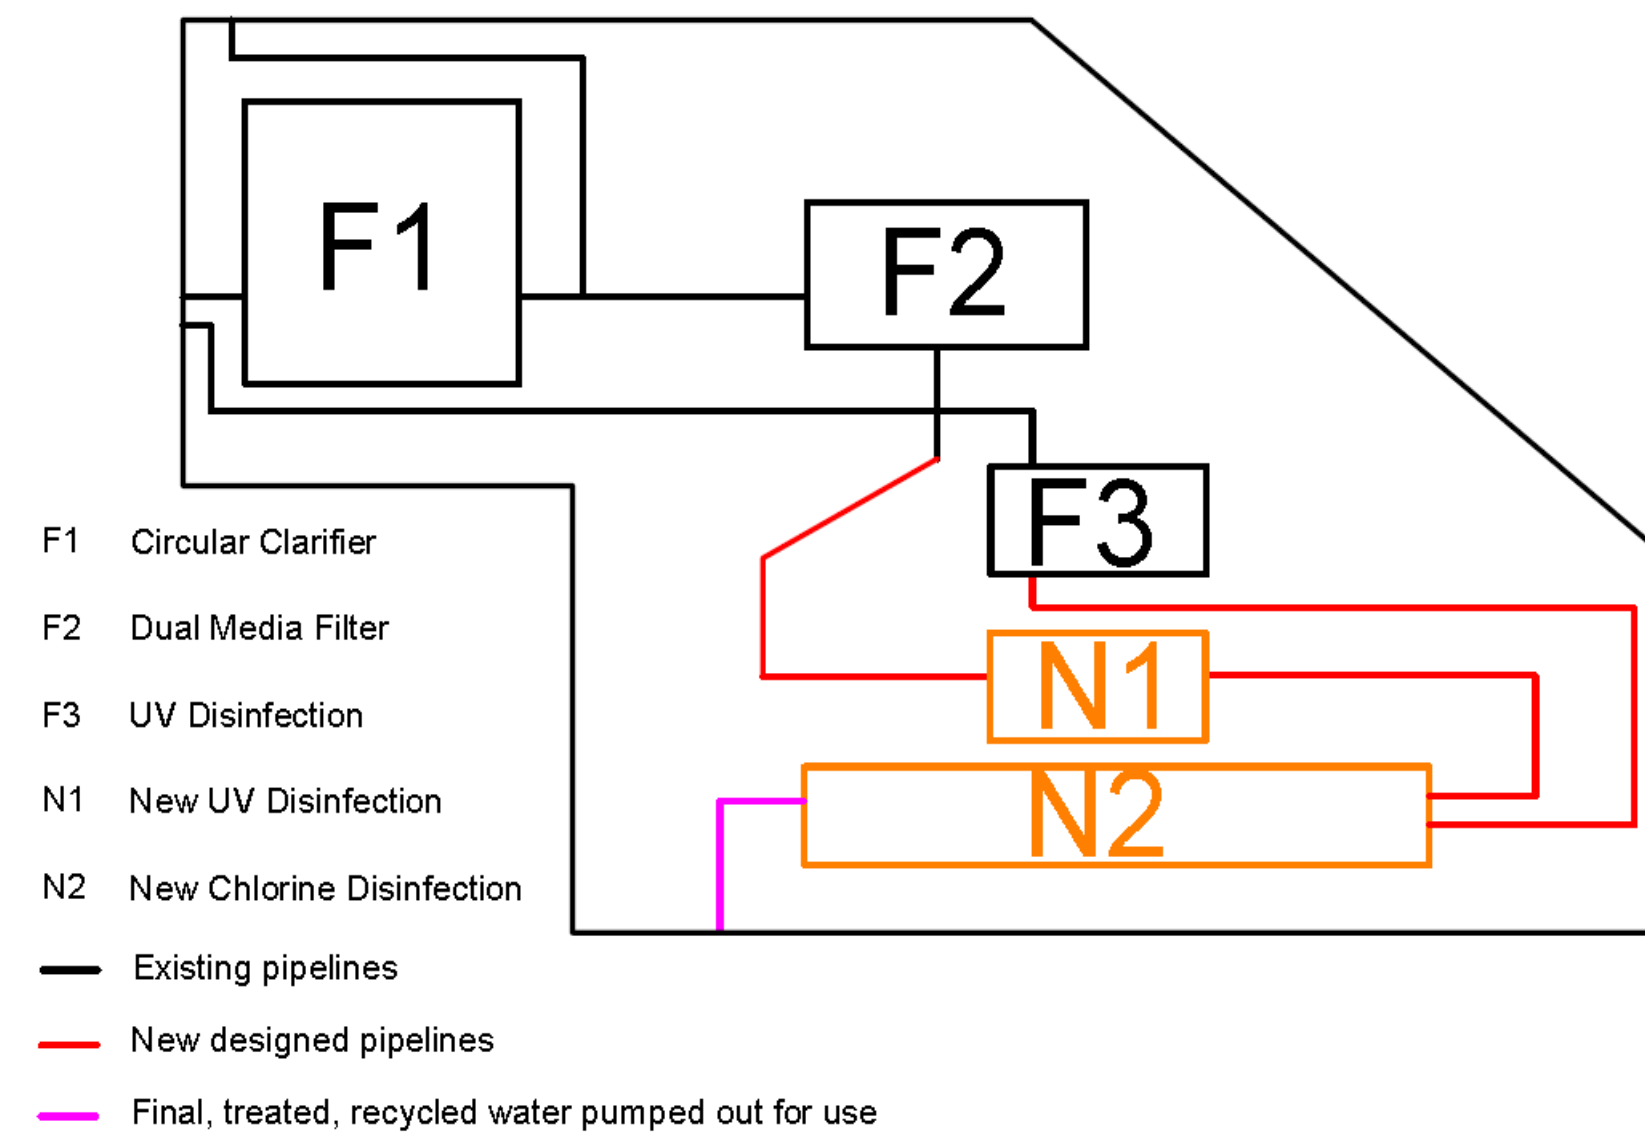 F1
F2
F3
N1
N2
F1 Circular Clarifier
F2 Dual Media Filter
F3 UV Disinfection
N1 New UV Disinfection
N2 New Chlorine Disinfection
Existing pipelines
New designed pipelines
Final, treated, recycled water pumped out for use